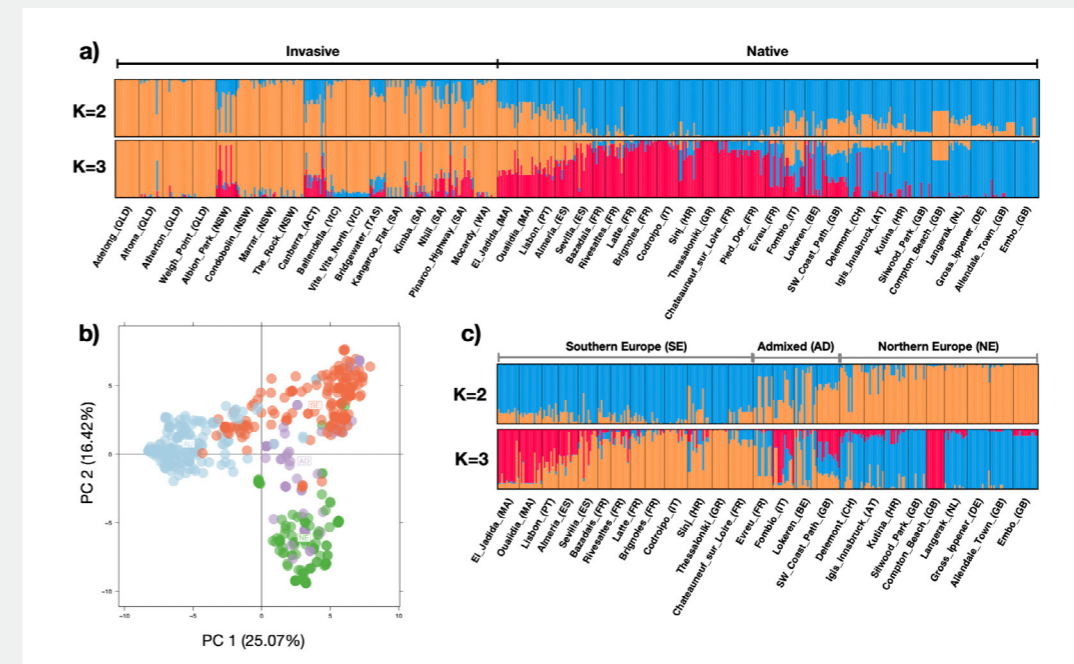 a)
Invasive
Native
K=2
K=3
Adelong_(QLD)
Altona_(QLD)
Atherton_(QLD)
Weigh_Point_(QLD)
Albion_Park_(NSW)
Condobolin_(NSW)
Marrar_(NSW)
The_Rock_(NSW)
Canberra_(ACT)
Ballendella_(VIC)
Vite_Vite_North_(VIC)
Bridgewater_(TAS)
Kangaroo_Flat_(SA)
Kimba_(SA)
Nhill_(SA)
Pinaroo_Highway_(SA)
Mocardy_(WA)
El_Jadida_(MA)
Oualidia_(MA)
Lisbon_(PT)
Almeria_(ES)
Sevilla_(ES)
Bazadais_(FR)
Rivesaltes_(FR)
Latte_(FR)
Brignoles_(FR)
Codroipo_(IT)
Sinj_(HR)
Thessaloniki_(GR)
Chateauneuf_sur_Loire_(FR)
Pied_Dor_(FR)
Evreu_(FR)
Fombio_(IT)
Lokeren_(BE)
SW_Coast_Path_(GB)
Delemont_(CH)
Igls_Innsbruck_(AT)
Kutina_(HR)
Silwood_Park_(GB)
Compton_Beach_(GB)
Langerak_(NL)
Gross_Ippener_(DE)
Allendale_Town_(GB)
Embo_(GB)
b)
PC 2 (16.42%)
5
0
-5
-10
AD
-10
-5
0
5
10
PC 1 (25.07%)
c)
Southern Europe (SE)
Admixed (AD)
Northern Europe (NE)
K=2
K=3
El_Jadida_(MA)
Oualidia_(MA)
Lisbon_(PT)
Almeria_(ES)
Sevilla_(ES)
Bazadais_(FR)
Rivesaltes_(FR)
Latte_(FR)
Brignoles_(FR)
Codroipo_(IT)
Sinj_(HR)
Thessaloniki_(GR)
Chateauneuf_sur_Loire_(FR)
Evreu_(FR)
Fombio_(IT)
Lokeren_(BE)
SW_Coast_Path_(GB)
Delemont_(CH)
Igls_Innsbruck_(AT)
Kutina_(HR)
Silwood_Park_(GB)
Compton_Beach_(GB)
Langerak_(NL)
Gross_Ippener_(DE)
Allendale_Town_(GB)
Embo_(GB)